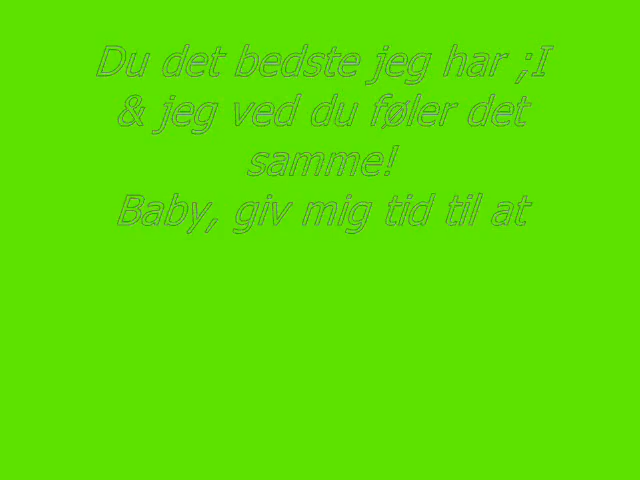 Du det bedste jeg har ;I
& jeg ved du føler det
samme!
Baby, giv mig tid til at